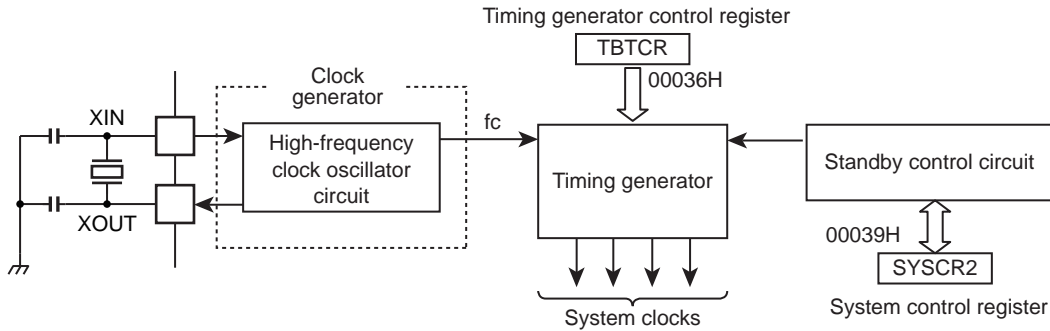 Timing generator control register
TBTCR
00036H
Clock
generator
XIN
fc
High-frequency
clock oscillator
circuit
Timing generator
Standby control circuit
XOUT
00039H
SYSCR2
System clocks
System control register